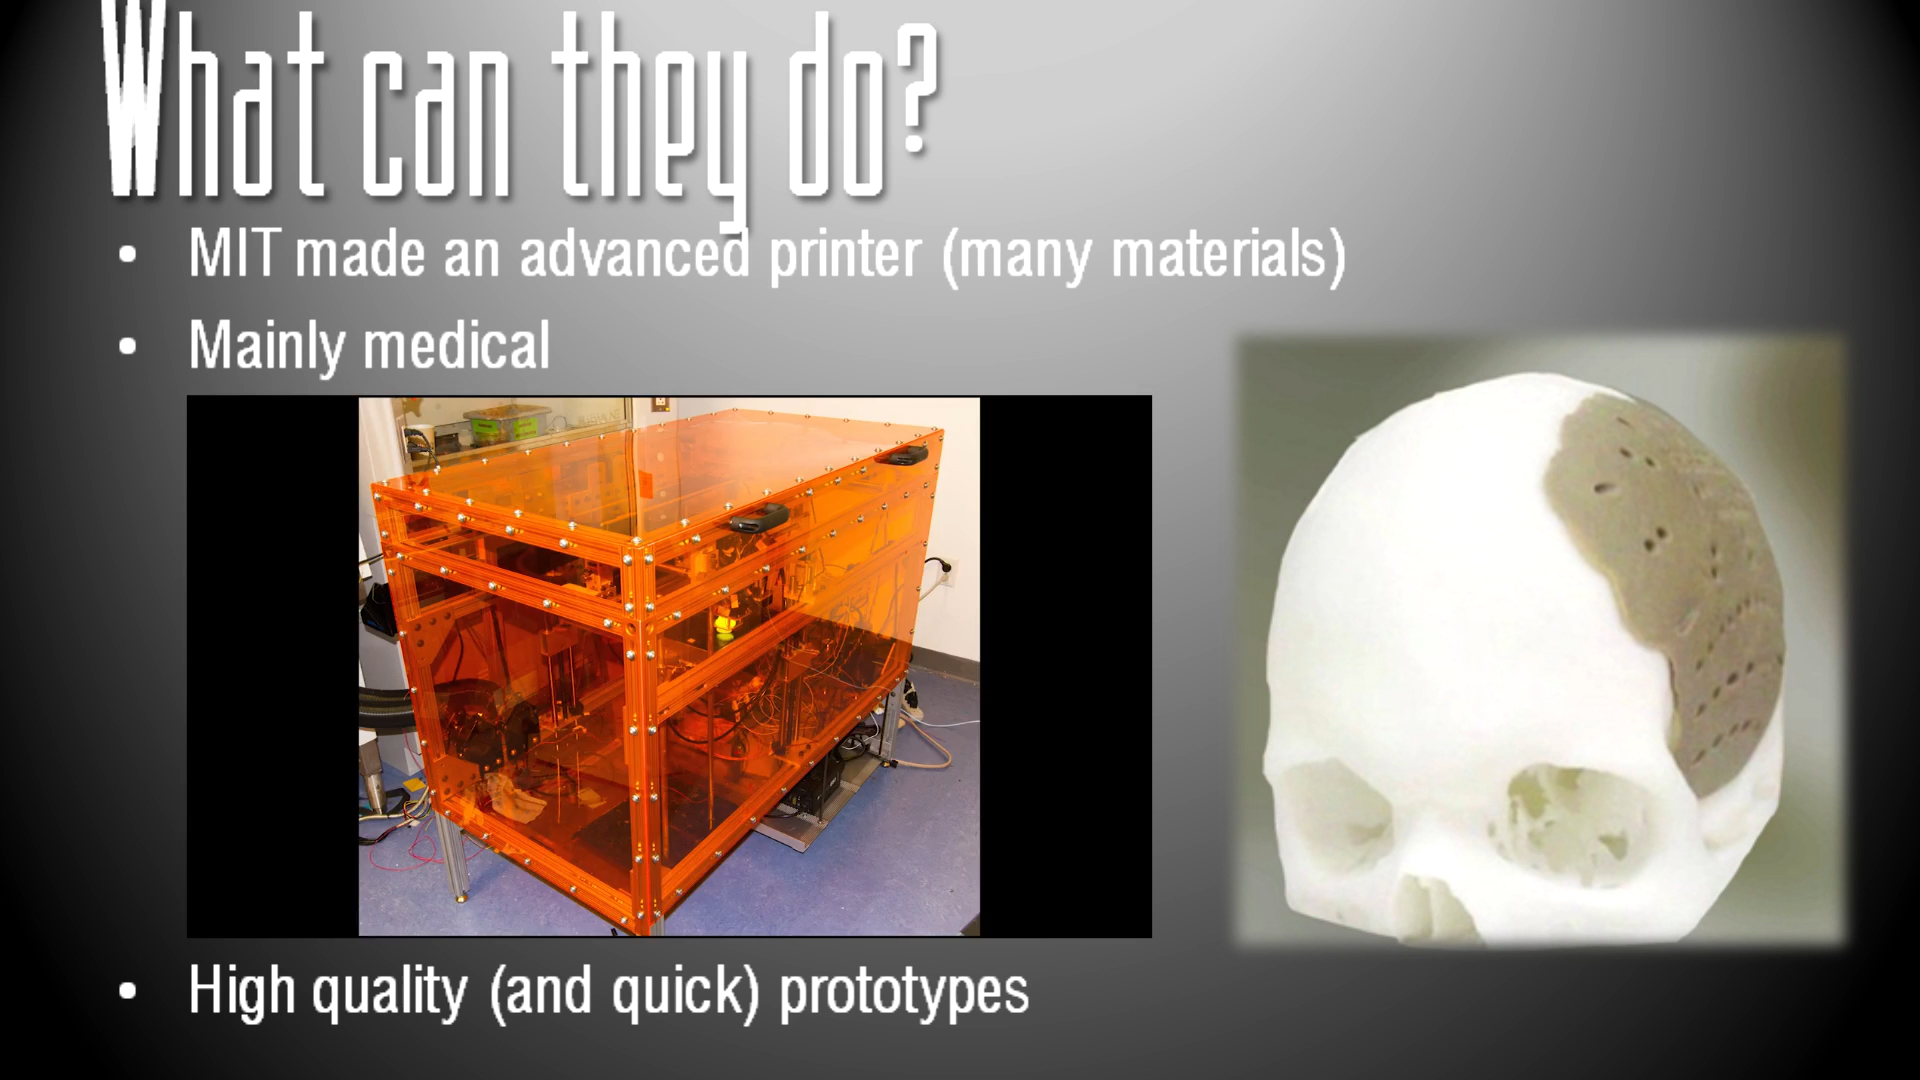 What can they do?
• MIT made an advanced printer (many materials)
• Mainly medical
• High quality (and quick) prototypes